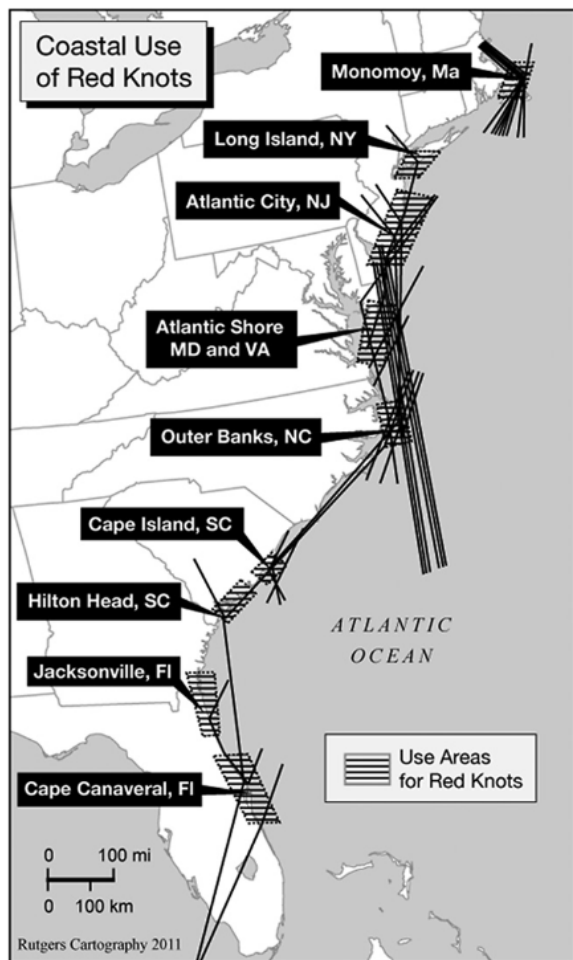 Coastal Use
of Red Knots
Monomoy, Ma
Long Island, NY
Atlantic City, NJ
Atlantic Shore
MD and VA
Outer Banks, NC
Cape Island, SC
Hilton Head, SC
ATLANTIC
OCEAN
Jacksonville, Fl
Use Areas
for Red Knots
Cape Canaveral, Fl
0 100 mi
0 100 km
Rutgers Cartography 2011